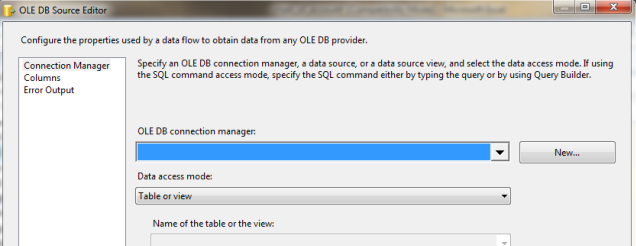 OLE DB Source Editor
Configure the properties used by a data flow to obtain data from any OLE DB provider.
Connection Manager
Columns
Error Output
Specify an OLE DB connection manager, a data source, or a data source view, and select the data access mode. If using
the SQL command access mode, specify the SQL command either by typing the query or by using Query Builder.
OLE DB connection manager:
New...
Data access mode:
Table or view
Name of the table or the view: